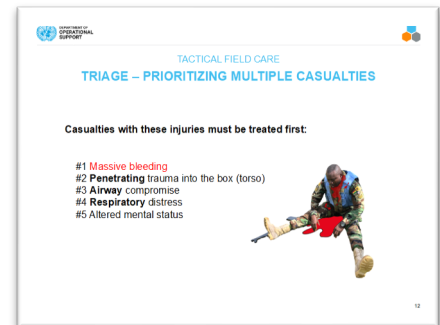 DEPARTMENT OF
OPERATIONAL
SUPPORT
TACTICAL FIELD CARE
TRIAGE – PRIORITIZING MULTIPLE CASUALTIES
Casualties with these injuries must be treated first:
#1 Massive bleeding
#2 Penetrating trauma into the box (torso)
#3 Airway compromise
#4 Respiratory distress
#5 Altered mental status
12